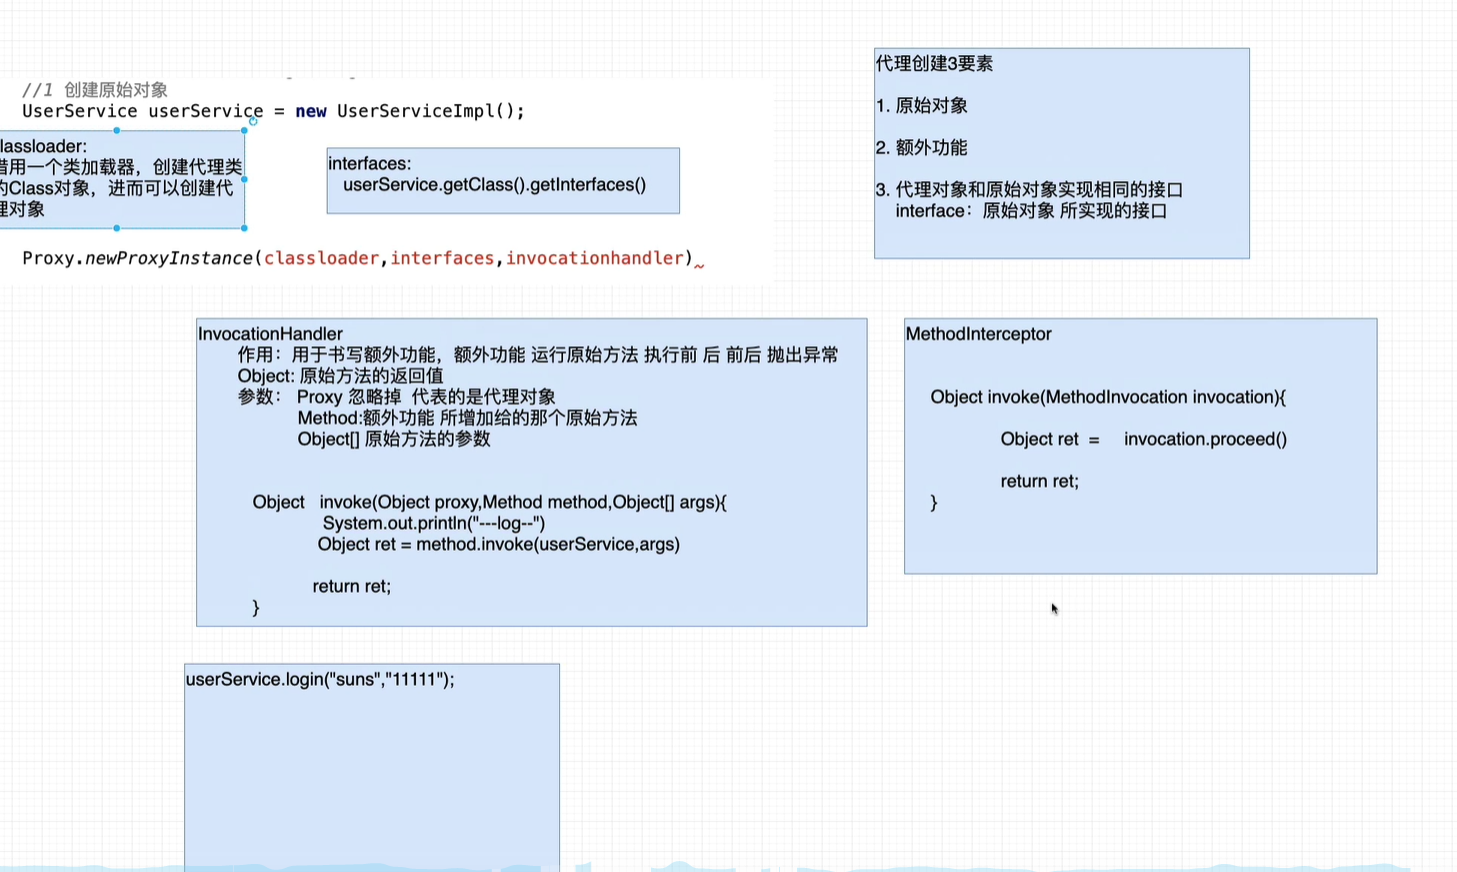 //1 创建原始对象
UserService userService = new UserServiceImpl();
lassloader:
借用一个类加载器，创建代理类
的Class对象，进而可以创建代
理对象
interfaces:
userService.getClass().getInterfaces()
Proxy.newProxyInstance(classloader,interfaces,invocationhandler)
代理创建3要素
1. 原始对象
2. 额外功能
3. 代理对象和原始对象实现相同的接口
interface：原始对象 所实现的接口
InvocationHandler
作用：用于书写额外功能，额外功能 运行原始方法 执行前 后 前后 抛出异常
Object: 原始方法的返回值
参数： Proxy 忽略掉 代表的是代理对象
Method:额外功能 所增加给的那个原始方法
Object[] 原始方法的参数
Object invoke(Object proxy,Method method,Object[] args){
System.out.println("---log--")
Object ret = method.invoke(userService,args)
return ret;
}
MethodInterceptor
Object invoke(MethodInvocation invocation){
Object ret = invocation.proceed()
return ret;
}
userService.login("suns","11111");